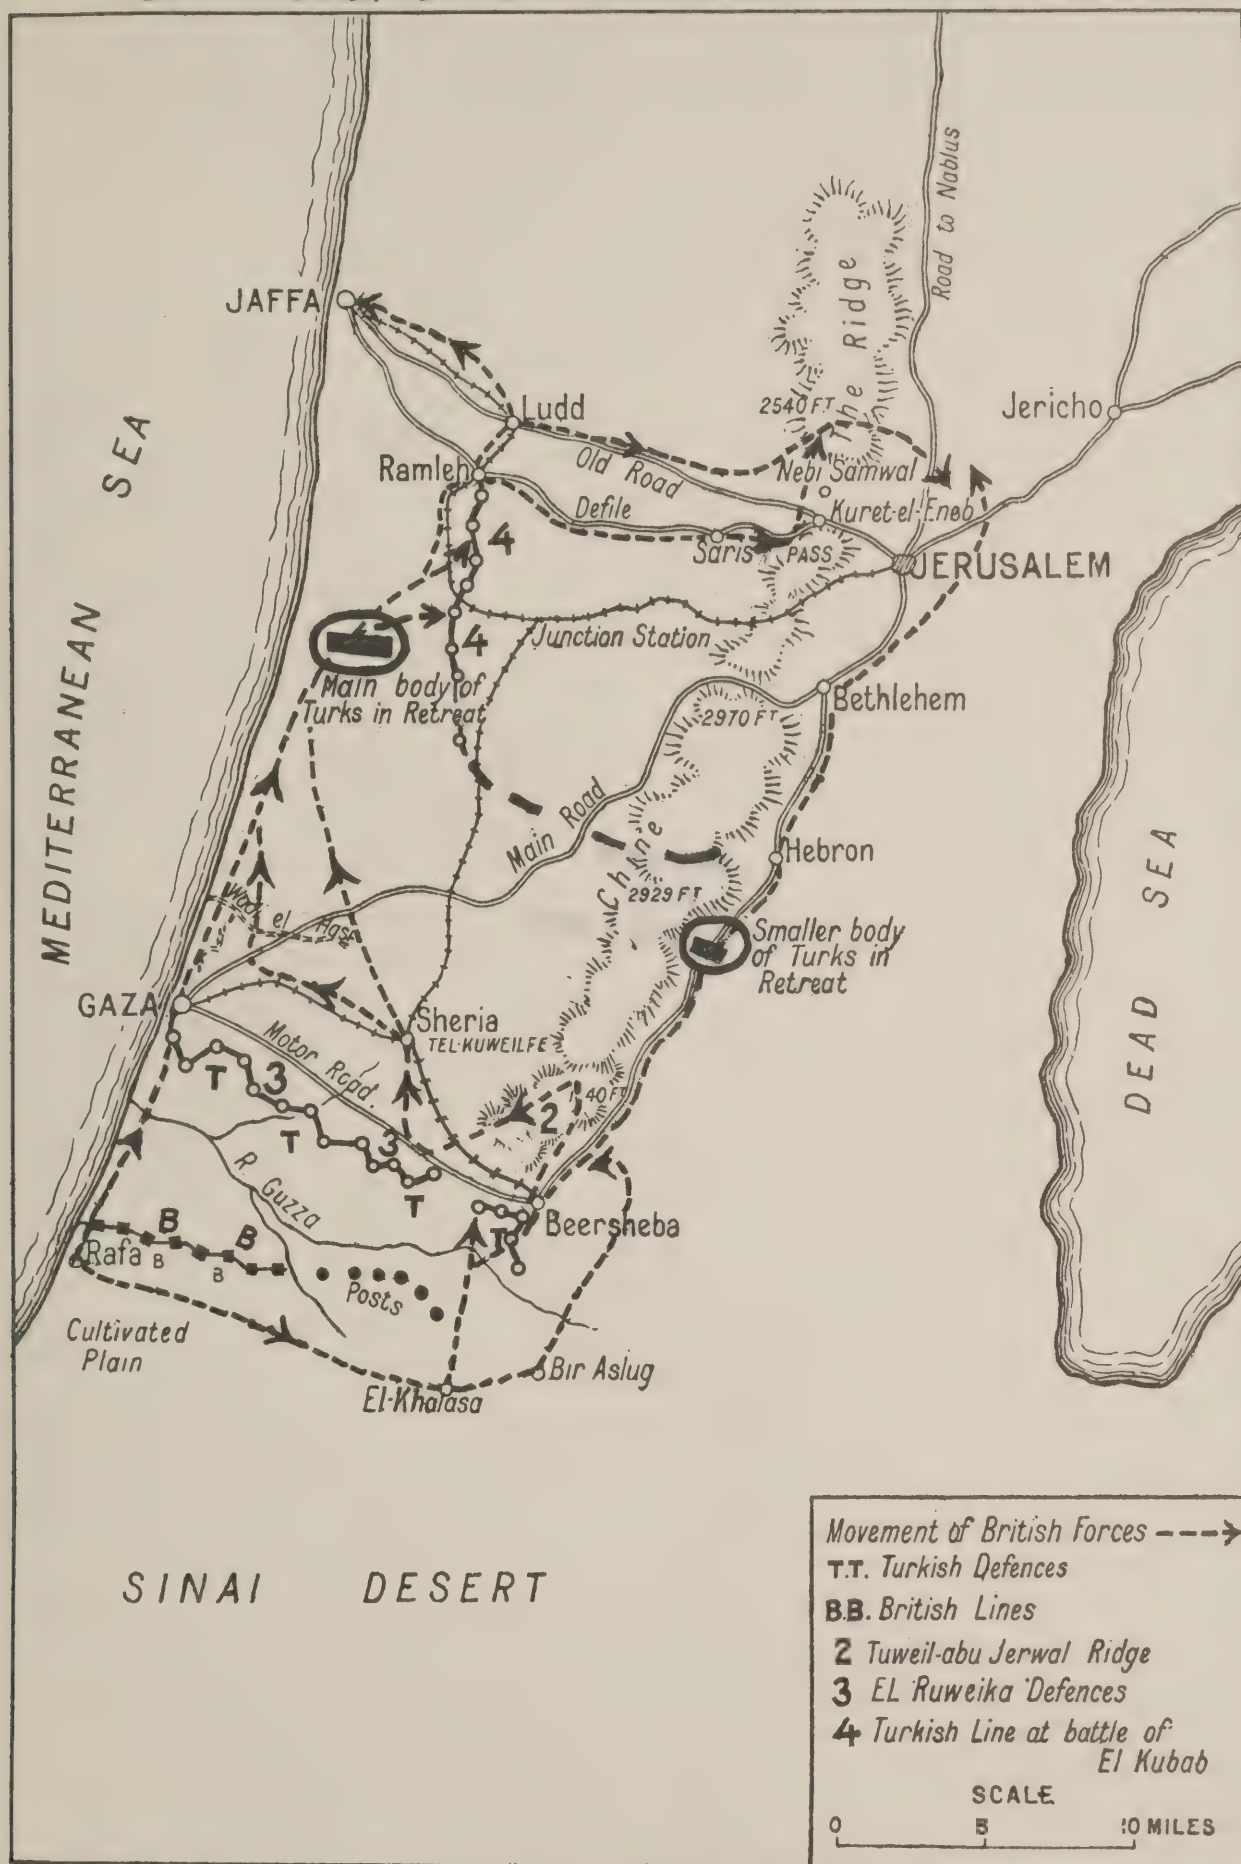 JAFFA
Ludd
Ramleh
Old Road
Defile
Saris
PASS
2540 FT
The Ridge
Road to Nablus
Jericho
Nebi Samwal
Kuret-el-Eneb
JERUSALEM
4
4
Junction Station
Main body of
Turks in Retreat
Bethlehem
2970 FT
Main Road
Hebron
2929 FT
Smaller body
of Turks in
Retreat
MEDITERRANEAN SEA
DEAD SEA
Wadi el
GAZA
Sheria
TEL-KUWEILFE
Motor Road.
T
3
T
3
T
2
40 FT
R. Guzza
Beersheba
T
B
B
B
B
Rafa
Posts
Cultivated
Plain
El-Khalasa
Bir Aslug
SINAI DESERT
Movement of British Forces
T.T. Turkish Defences
B.B. British Lines
2 Tuweil-abu Jerwal Ridge
3 EL Ruweika Defences
4 Turkish Line at battle of
El Kubab
SCALE
0 5 10 MILES